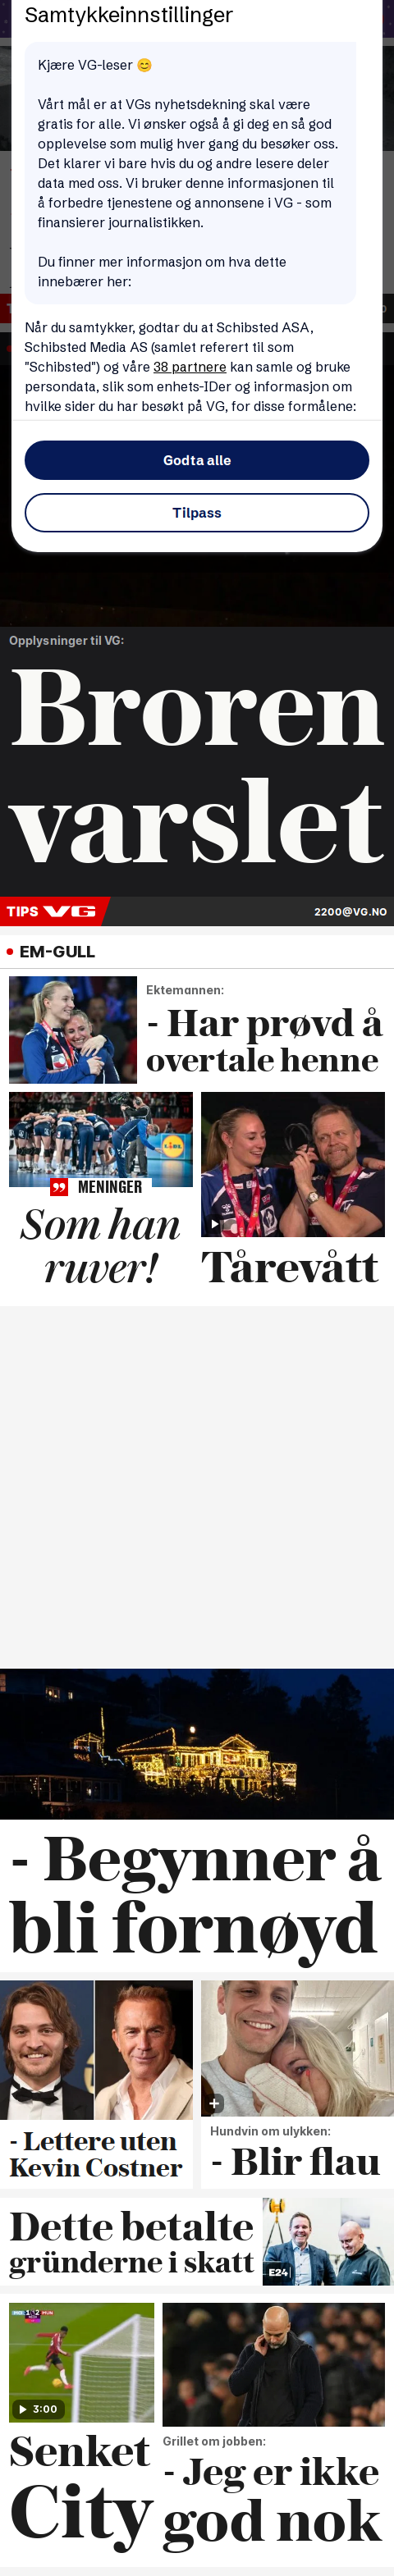 Samtykkeinnstillinger
Kjære VG-leser 😊
Vårt mål er at VGs nyhetsdekning skal være
gratis for alle. Vi ønsker også å gi deg en så god
opplevelse som mulig hver gang du besøker oss.
Det klarer vi bare hvis du og andre lesere deler
data med oss. Vi bruker denne informasjonen til
å forbedre tjenestene og annonsene i VG - som
finansierer journalistikken.
Du finner mer informasjon om hva dette
innebærer her:
Når du samtykker, godtar du at Schibsted ASA,
Schibsted Media AS (samlet referert til som
"Schibsted") og våre 38 partnere kan samle og bruke
persondata, slik som enhets-IDer og informasjon om
hvilke sider du har besøkt på VG, for disse formålene:
Godta alle
Tilpass
Opplysninger til VG:
Broren
varslet
TIPS VG
2200@VG.NO
EM-GULL
Ektemannen:
- Har prøvd å
overtale henne
LIDL
MENINGER
Som han
ruver!
Tårevått
- Begynner å
bli fornøyd
- Lettere uten
Kevin Costner
Hundvin om ulykken:
- Blir flau
Dette betalte
gründerne i skatt
E24
1-2
3:00
Senket
City
Grillet om jobben:
- Jeg er ikke
god nok